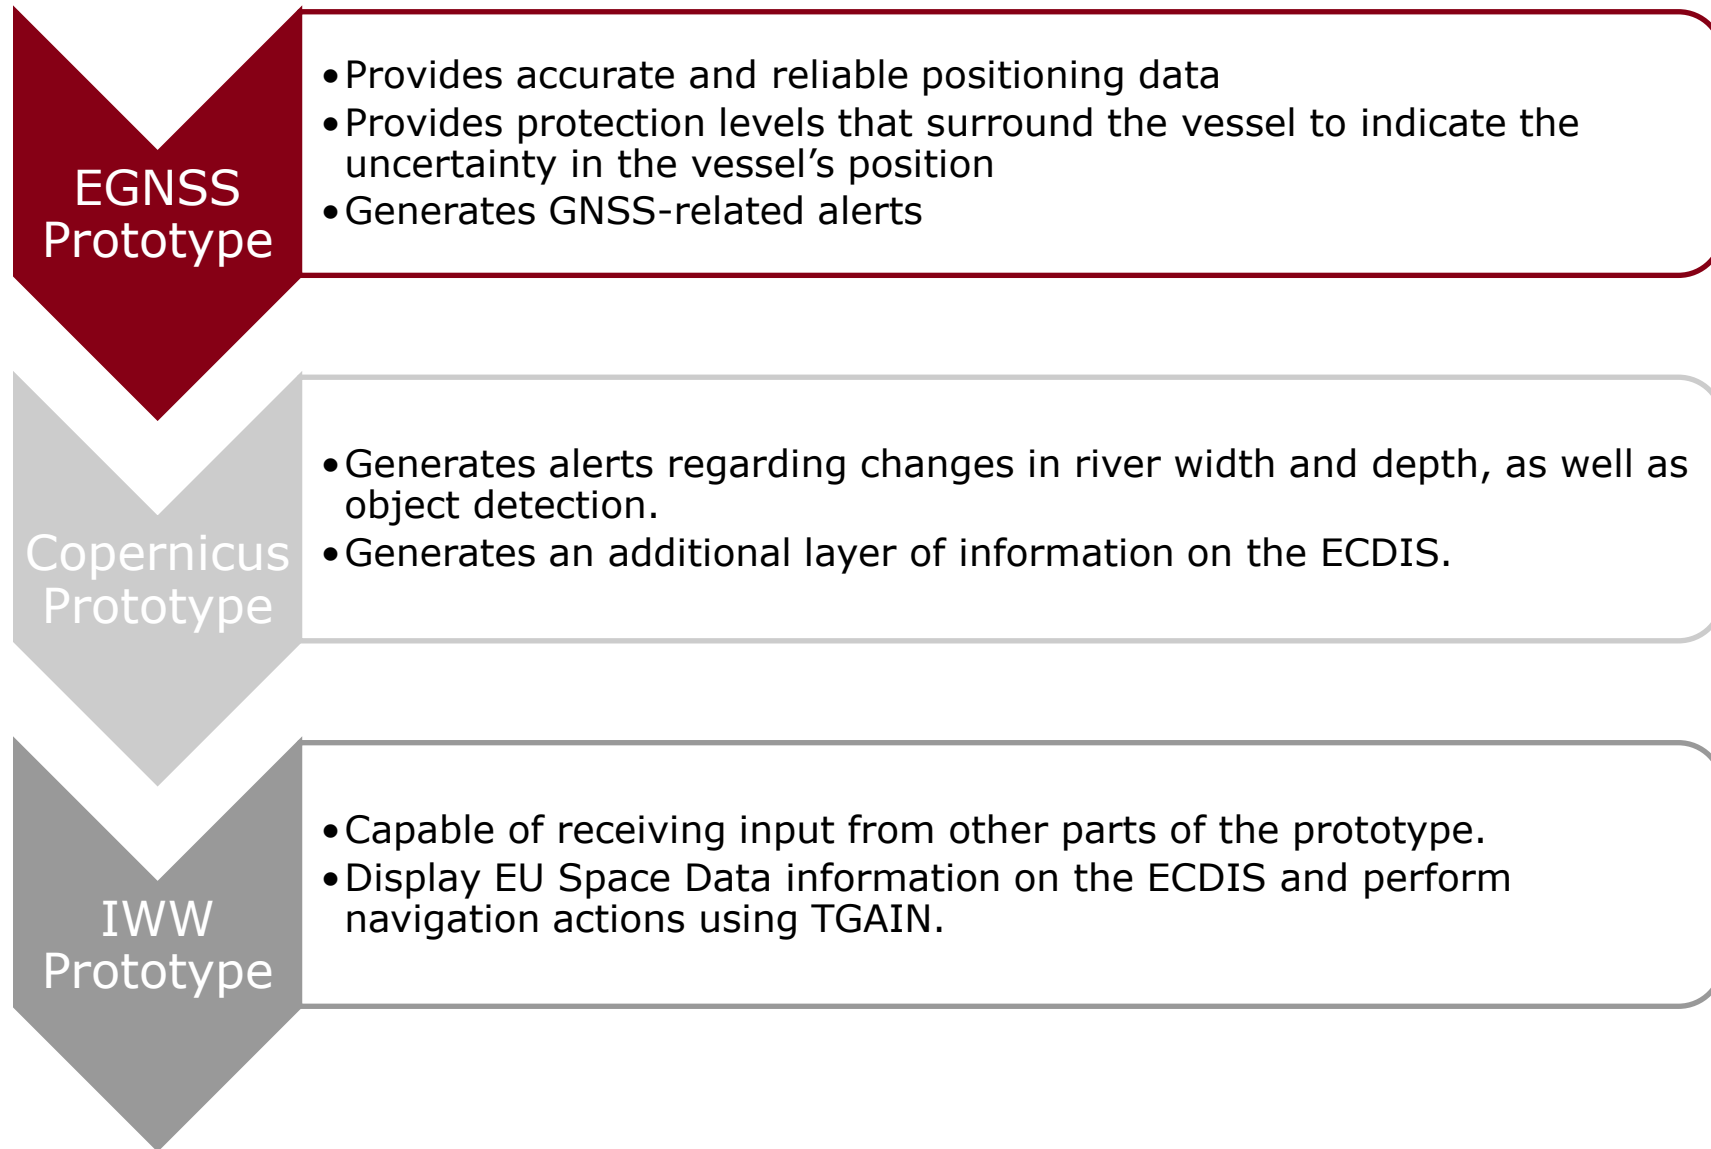 EGNSS
Prototype
•Provides accurate and reliable positioning data
•Provides protection levels that surround the vessel to indicate the
uncertainty in the vessel’s position
•Generates GNSS-related alerts
Copernicus
Prototype
•Generates alerts regarding changes in river width and depth, as well as
object detection.
•Generates an additional layer of information on the ECDIS.
IWW
Prototype
•Capable of receiving input from other parts of the prototype.
•Display EU Space Data information on the ECDIS and perform
navigation actions using TGAIN.